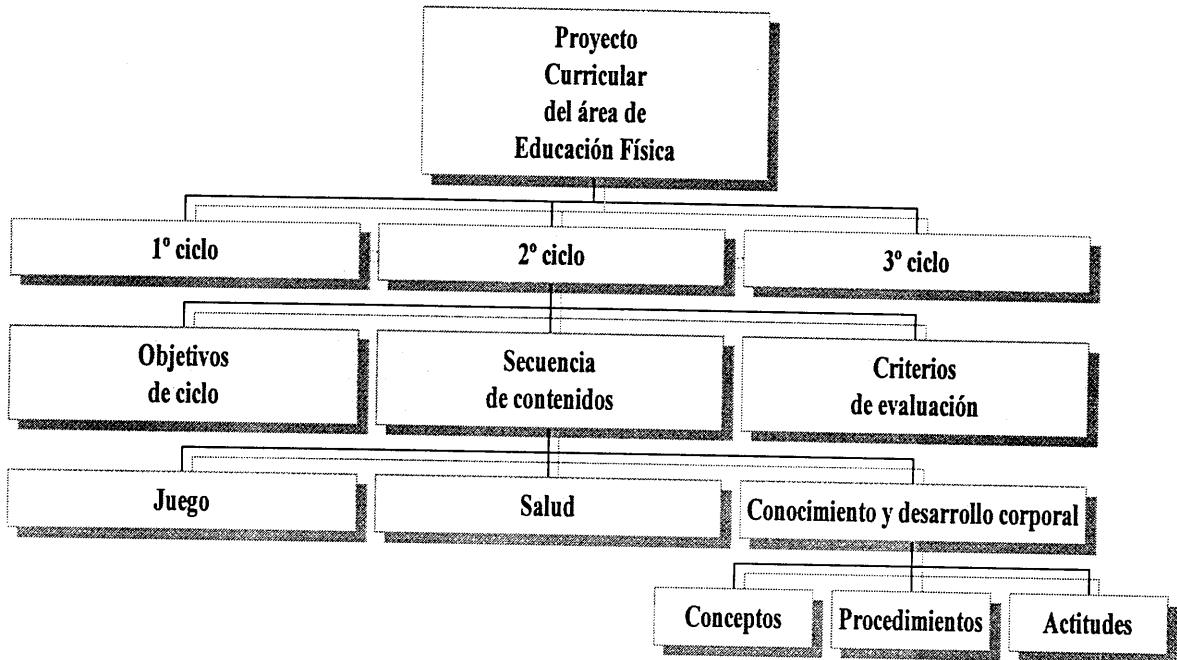 Proyecto
Curricular
del área de
Educación Física
1º ciclo
2º ciclo
3º ciclo
Objetivos
de ciclo
Secuencia
de contenidos
Criterios
de evaluación
Juego
Salud
Conocimiento y desarrollo corporal
Conceptos
Procedimientos
Actitudes